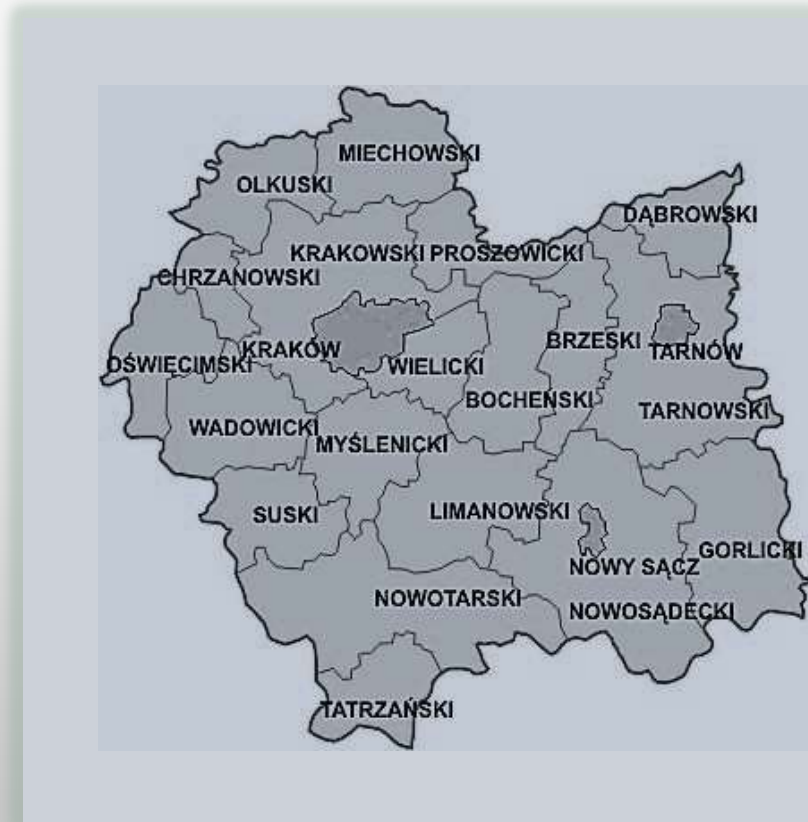 MIECHOWSKI
OLKUSKI
DĄBROWSKI
KRAKOWSKI
PROSZOWICKI
CHRZANOWSKI
KRAKÓW
BRZESKI
TARNÓW
OŚWIĘCIMSKI
WIELICKI
BOCHEŃSKI
TARNOWSKI
WADOWICKI
MYŚLENICKI
SUSKI
LIMANOWSKI
GORLICKI
NOWY SĄCZ
NOWOTARSKI
NOWOSĄDECKI
TATRZAŃSKI